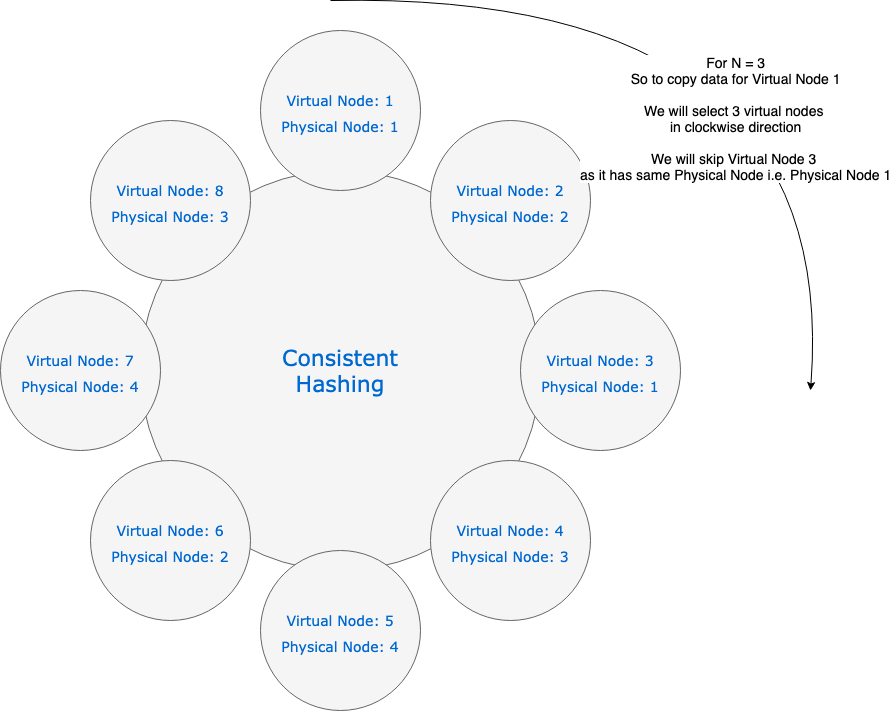 For N = 3
So to copy data for Virtual Node 1
We will select 3 virtual nodes
in clockwise direction
We will skip Virtual Node 3
as it has same Physical Node i.e. Physical Node 1
Virtual Node: 1
Physical Node: 1
Virtual Node: 2
Physical Node: 2
Virtual Node: 3
Physical Node: 1
Virtual Node: 4
Physical Node: 3
Virtual Node: 5
Physical Node: 4
Virtual Node: 6
Physical Node: 2
Virtual Node: 7
Physical Node: 4
Virtual Node: 8
Physical Node: 3
Consistent
Hashing